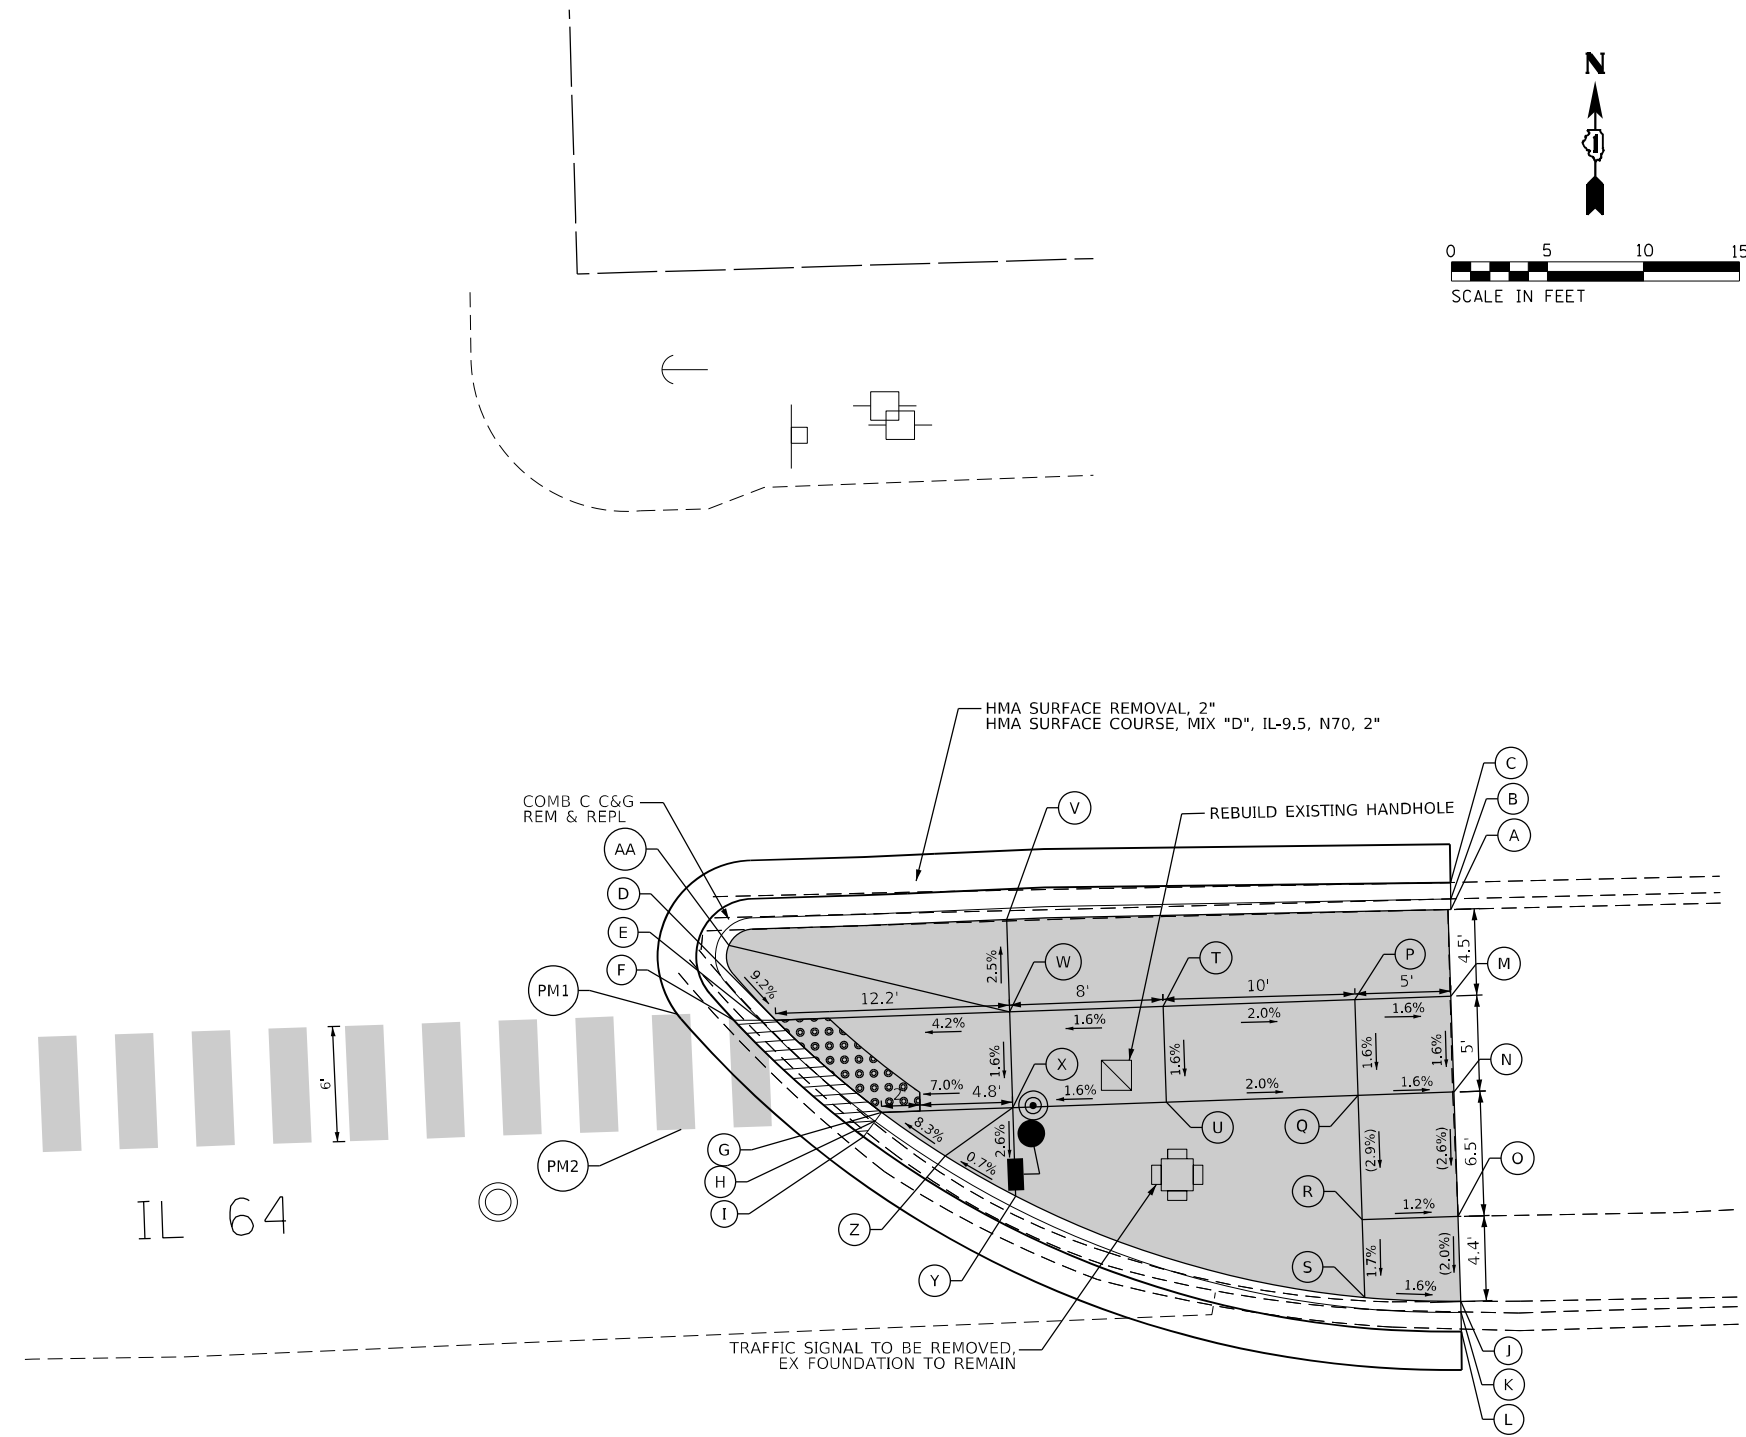 N
0 5 10 15
SCALE IN FEET
HMA SURFACE REMOVAL, 2"
HMA SURFACE COURSE, MIX "D", IL-9.5, N70, 2"
C
B
A
COMB C C&G
REM & REPL
V
REBUILD EXISTING HANDHOLE
AA
D
E
F
PM1
W
T
P
M
4.5'
2.5%
9.2%
12.2'
8'
10'
5'
4.2%
1.6%
2.0%
1.6%
6'
1.6%
X
1.6%
1.6%
1.6%
5'
N
7.0%
4.8'
1.6%
2.0%
1.6%
2'
8.3%
2.6%
0.7%
U
Q
(2.9%)
(2.6%)
6.5'
O
G
H
I
PM2
IL 64
Z
Y
R
1.2%
S
1.7%
(2.0%)
4.4'
1.6%
TRAFFIC SIGNAL TO BE REMOVED,
EX FOUNDATION TO REMAIN
J
K
L